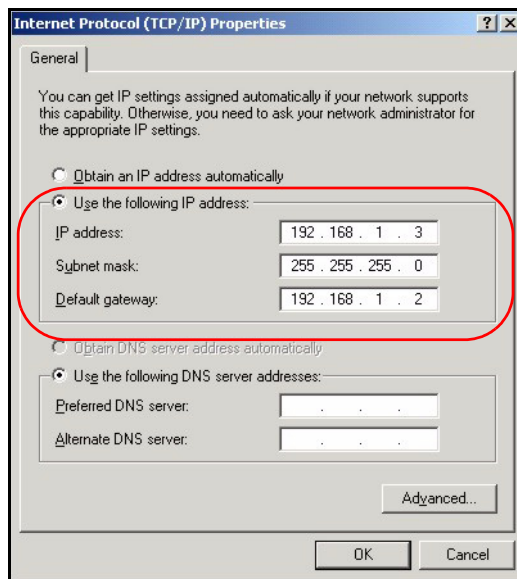 Internet Protocol (TCP/IP) Properties
General
You can get IP settings assigned automatically if your network supports
this capability. Otherwise, you need to ask your network administrator for
the appropriate IP settings.
Obtain an IP address automatically
Use the following IP address:
IP address: 192 . 168 . 1 . 3
Subnet mask: 255 . 255 . 255 . 0
Default gateway: 192 . 168 . 1 . 2
Obtain DNS server address automatically
Use the following DNS server addresses:
Preferred DNS server: . . .
Alternate DNS server: . . .
Advanced...
OK Cancel